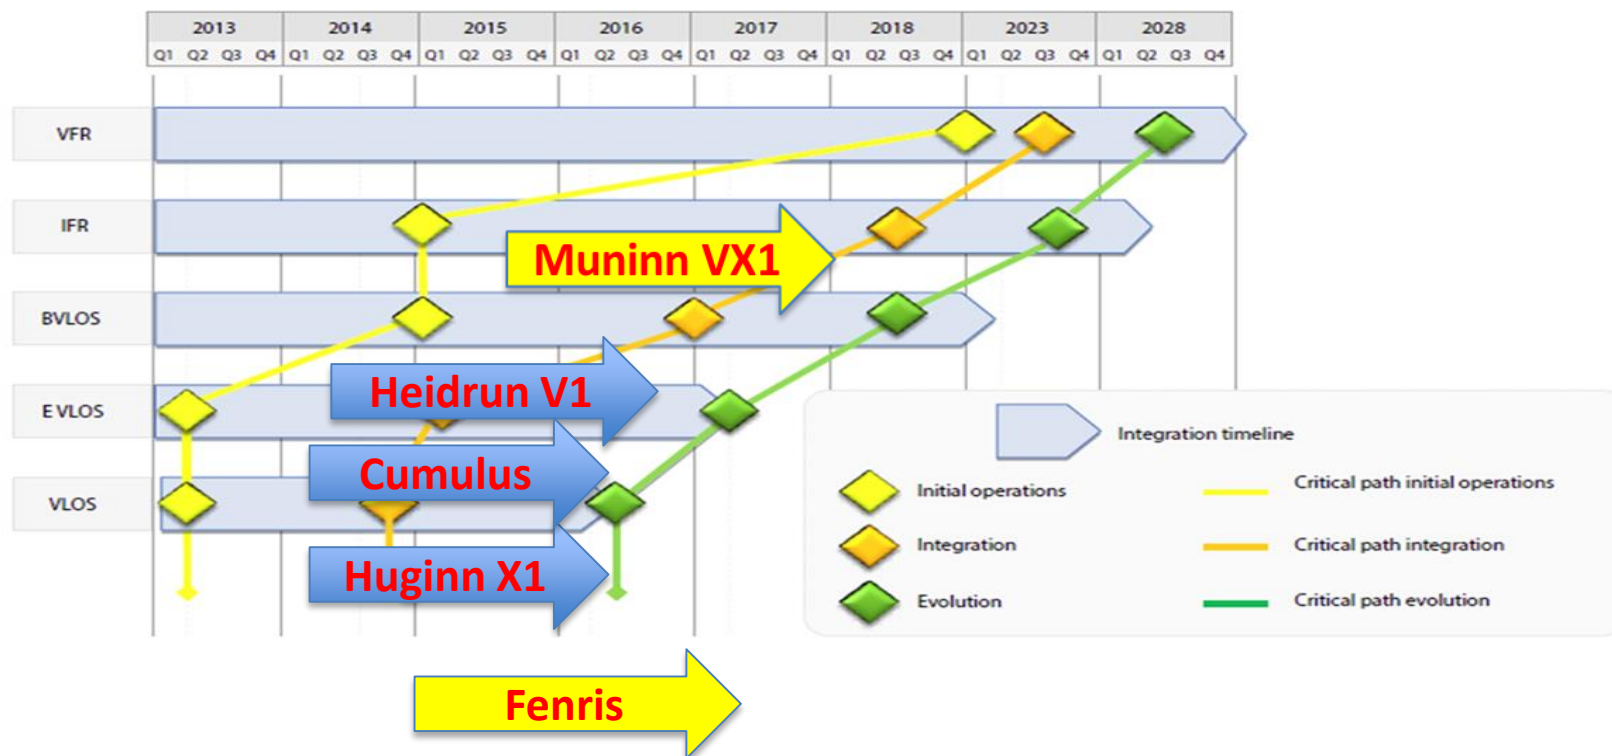 2013 2014 2015 2016 2017 2018 2023 2028
Q1 Q2 Q3 Q4 Q1 Q2 Q3 Q4 Q1 Q2 Q3 Q4 Q1 Q2 Q3 Q4 Q1 Q2 Q3 Q4 Q1 Q2 Q3 Q4 Q1 Q2 Q3 Q4 Q1 Q2 Q3 Q4
VFR
IFR
Muninn VX1
BVLOS
Heidrun V1
E VLOS
Cumulus
VLOS
Huginn X1
Fenris
Integration timeline
Initial operations
Critical path initial operations
Integration
Critical path integration
Evolution
Critical path evolution